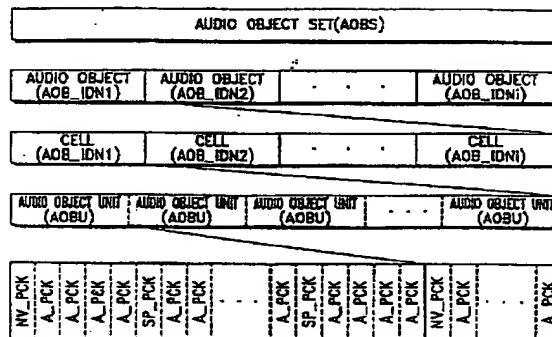 AUDIO OBJECT SET(AOBS)
AUDIO OBJECT (AOB_IDN1) AUDIO OBJECT (AOB_IDN2) · · · AUDIO OBJECT (AOB_IDNi)
CELL (AOB_IDN1) CELL (AOB_IDN2) · · · CELL (AOB_IDNi)
AUDIO OBJECT UNIT (AOBU) AUDIO OBJECT UNIT (AOBU) AUDIO OBJECT UNIT (AOBU) · · · AUDIO OBJECT UNIT (AOBU)
NV_PCK A_PCK A_PCK A_PCK A_PCK SP_PCK A_PCK A_PCK · · · A_PCK SP_PCK A_PCK A_PCK A_PCK A_PCK NV_PCK A_PCK · · · A_PCK